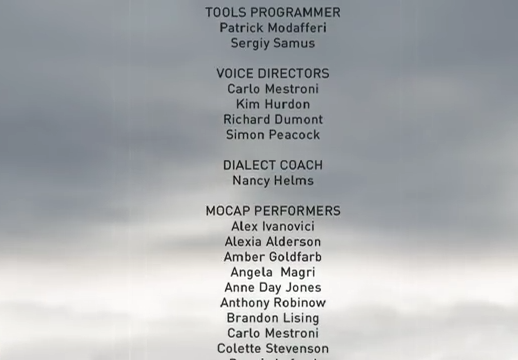 TOOLS PROGRAMMER
Patrick Modafferi
Sergiy Samus
VOICE DIRECTORS
Carlo Mestroni
Kim Hurdon
Richard Dumont
Simon Peacock
DIALECT COACH
Nancy Helms
MOCAP PERFORMERS
Alex Ivanovici
Alexia Alderson
Amber Goldfarb
Angela Magri
Anne Day Jones
Anthony Robinow
Brandon Lising
Carlo Mestroni
Colette Stevenson